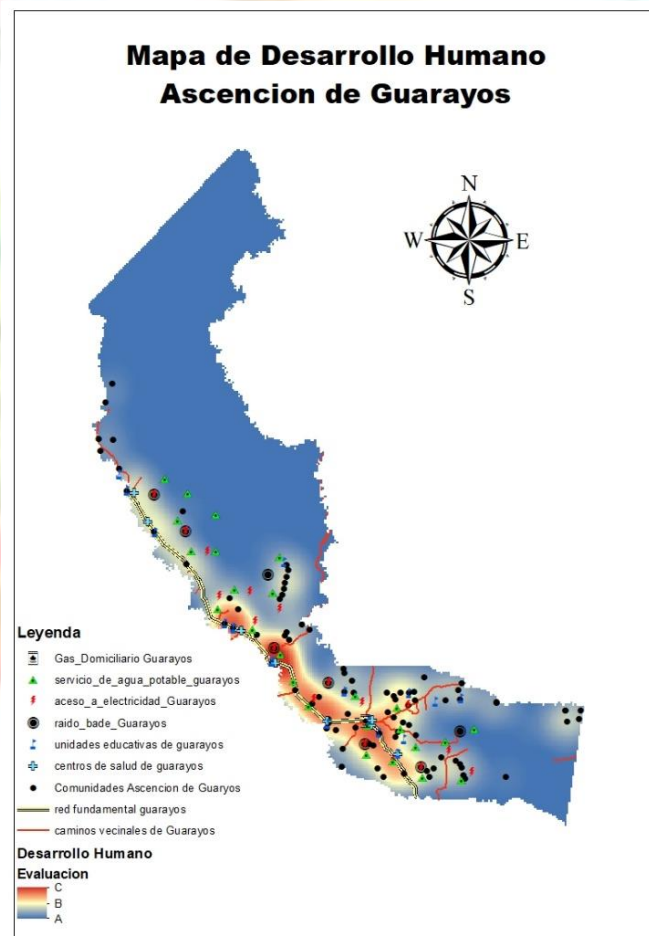 Mapa de Desarrollo Humano
Ascencion de Guarayos
N
W E
S
Leyenda
Gas_Domiciliario Guarayos
servicio_de_agua_potable_guarayos
aceso_a_electricidad_Guarayos
raido_bade_Guarayos
unidades educativas de guarayos
centros de salud de guarayos
Comunidades Ascencion de Guaryos
red fundamental guarayos
caminos vecinales de Guarayos
Desarrollo Humano
Evaluacion
C
B
A